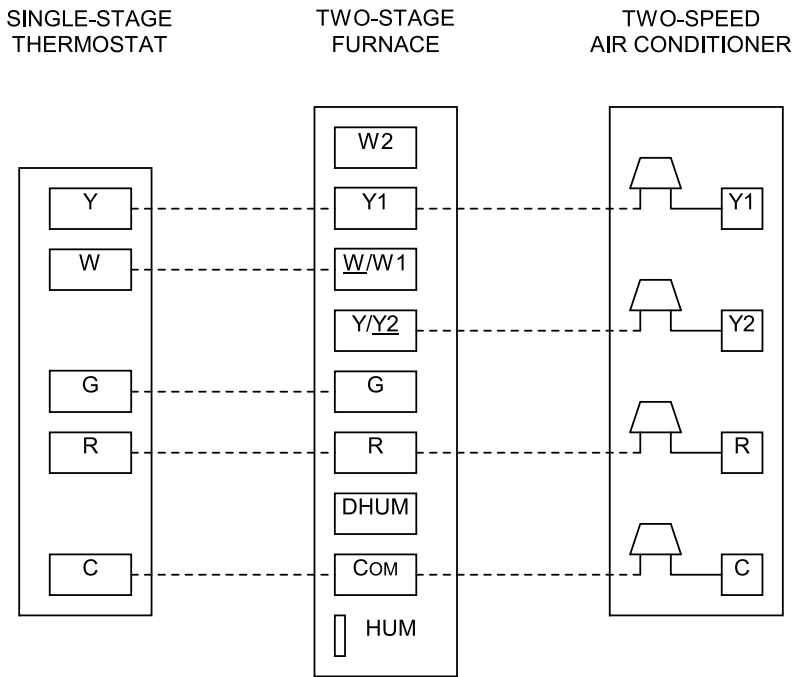 SINGLE-STAGE
THERMOSTAT
TWO-STAGE
FURNACE
TWO-SPEED
AIR CONDITIONER
Y
W
G
R
C
W2
Y1
W/W1
Y/Y2
G
R
DHUM
COM
HUM
Y1
Y2
R
C